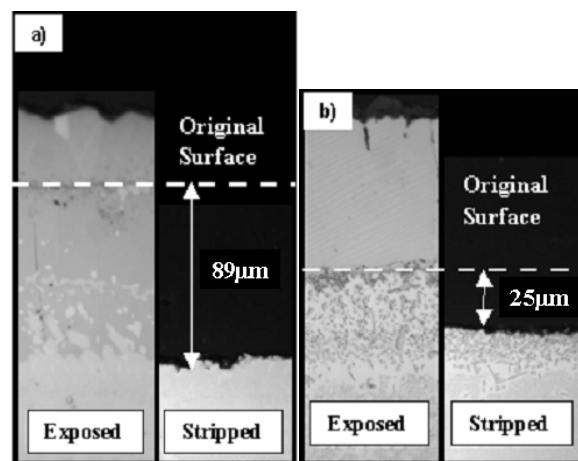 a)
Original
Surface
89µm
Exposed
Stripped
b)
Original
Surface
25µm
Exposed
Stripped